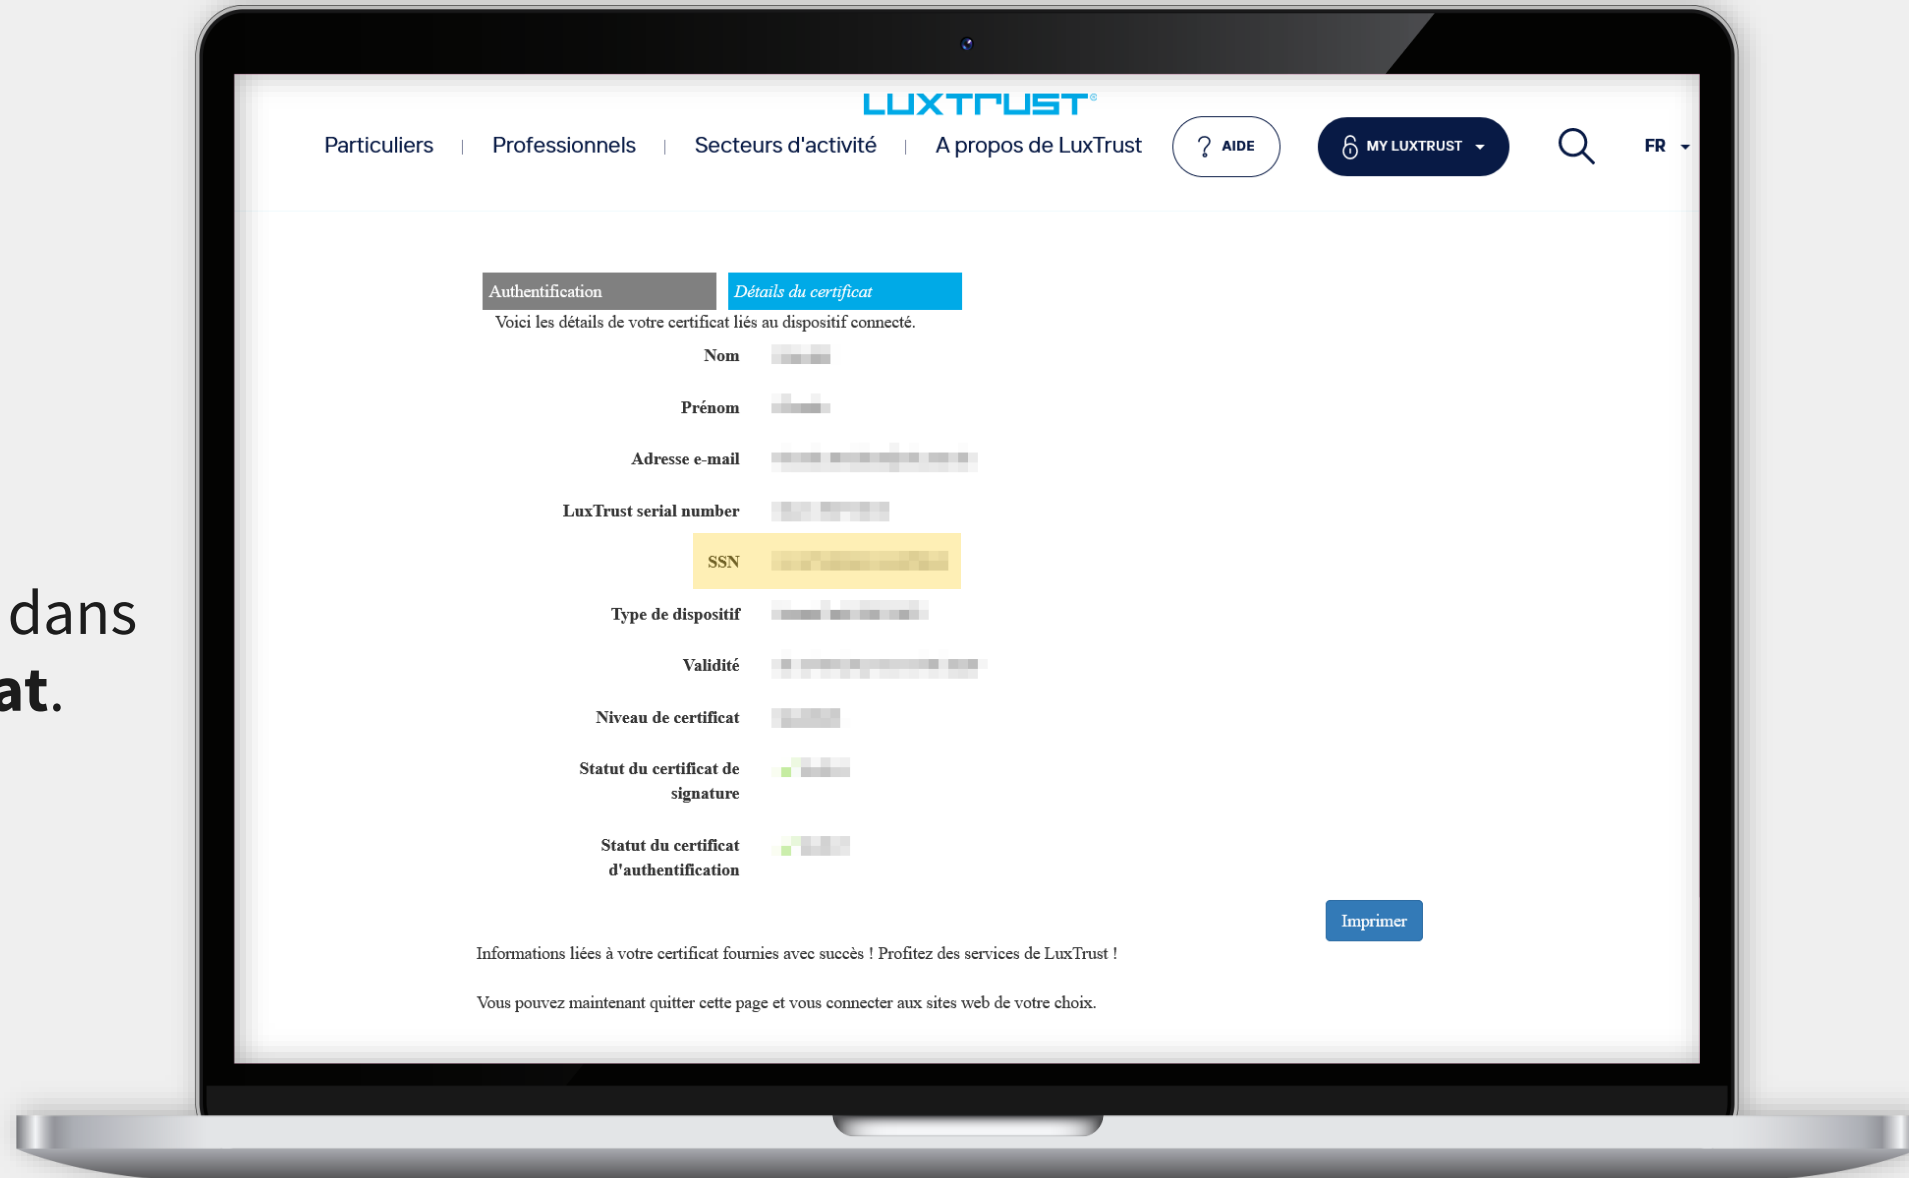 LUXTRUST®
Particuliers | Professionnels | Secteurs d'activité | A propos de LuxTrust ? AIDE MY LUXTRUST FR
Authentification Détails du certificat
Voici les détails de votre certificat liés au dispositif connecté.
Nom
Prénom
Adresse e-mail
LuxTrust serial number
SSN
dans
Type de dispositif
Validité
at.
Niveau de certificat
Statut du certificat de
signature
Statut du certificat
d'authentification
Imprimer
Informations liées à votre certificat fournies avec succès ! Profitez des services de LuxTrust !
Vous pouvez maintenant quitter cette page et vous connecter aux sites web de votre choix.